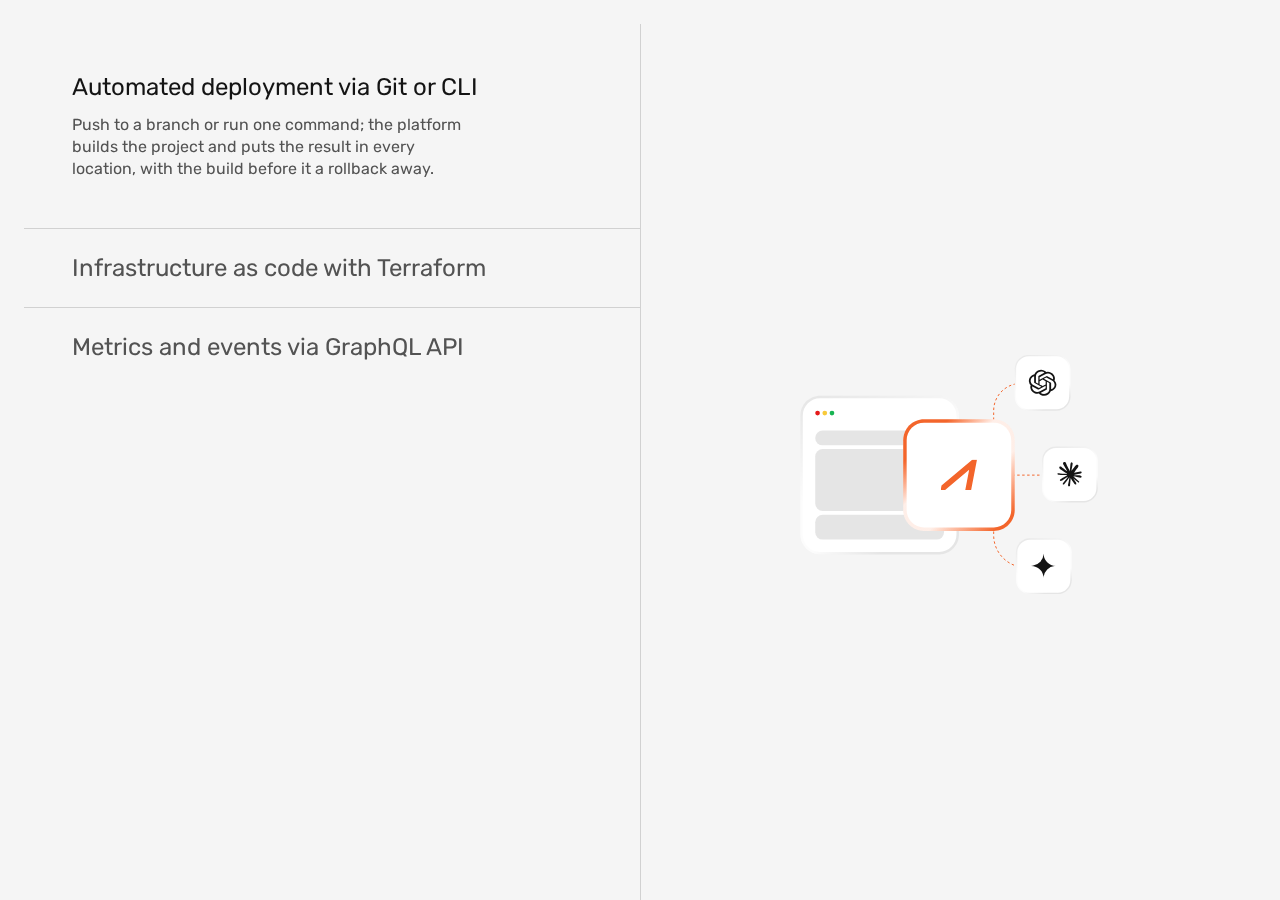 Automated deployment via Git or CLI
Push to a branch or run one command; the platform
builds the project and puts the result in every
location, with the build before it a rollback away.
Infrastructure as code with Terraform
Metrics and events via GraphQL API